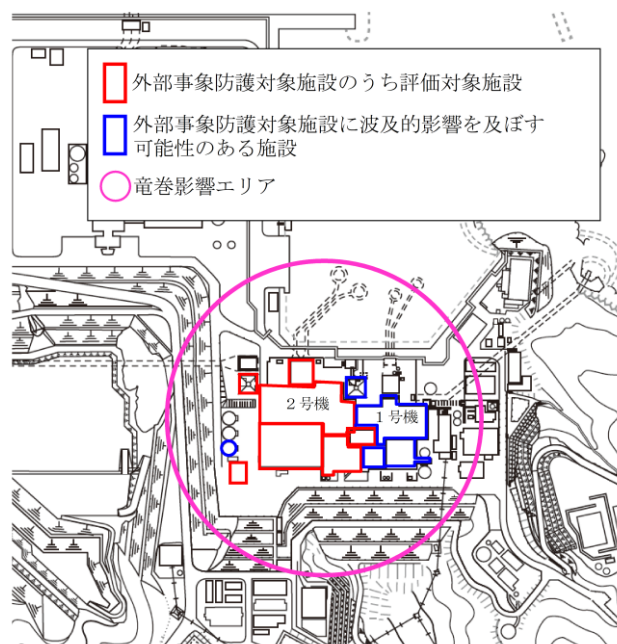 外部事象防護対象施設のうち評価対象施設
外部事象防護対象施設に波及的影響を及ぼす
可能性のある施設
竜巻影響エリア
2号機
1号機